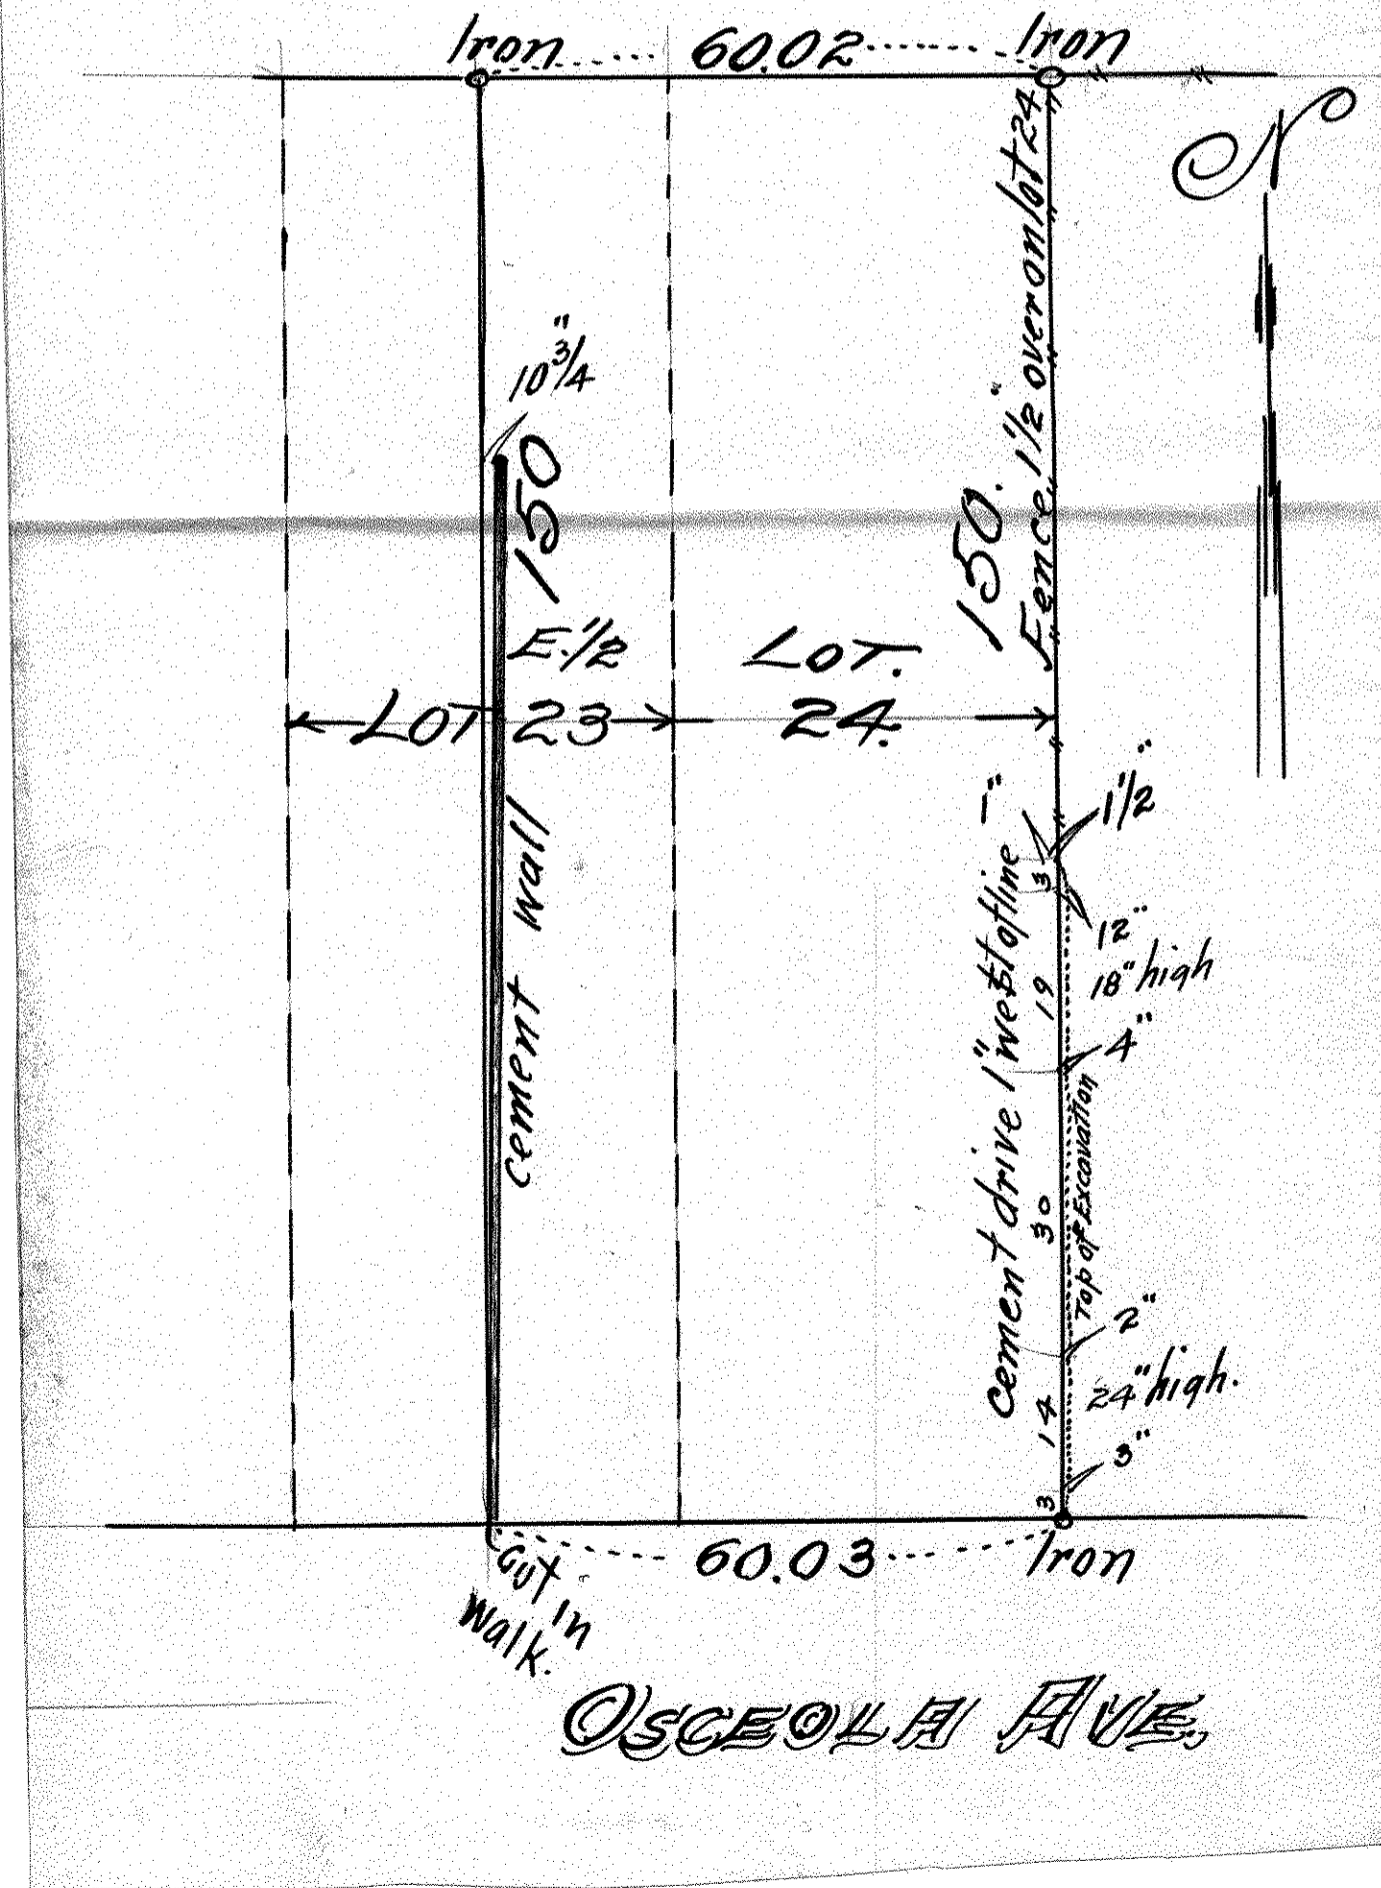 Iron 60.02 Iron
N
10 3/4"
150
150.
Fence 1 1/2" over on lot 24
E. 1/2
LOT 23
LOT.
24.
cement wall
Cement drive 1" west of line
1"
1 1/2"
3
12"
18" high
19
4"
Top of Excavation
30
2"
24" high.
14
3"
3
60.03
Iron
Cut in
walk.
OSCEOLA AVE.